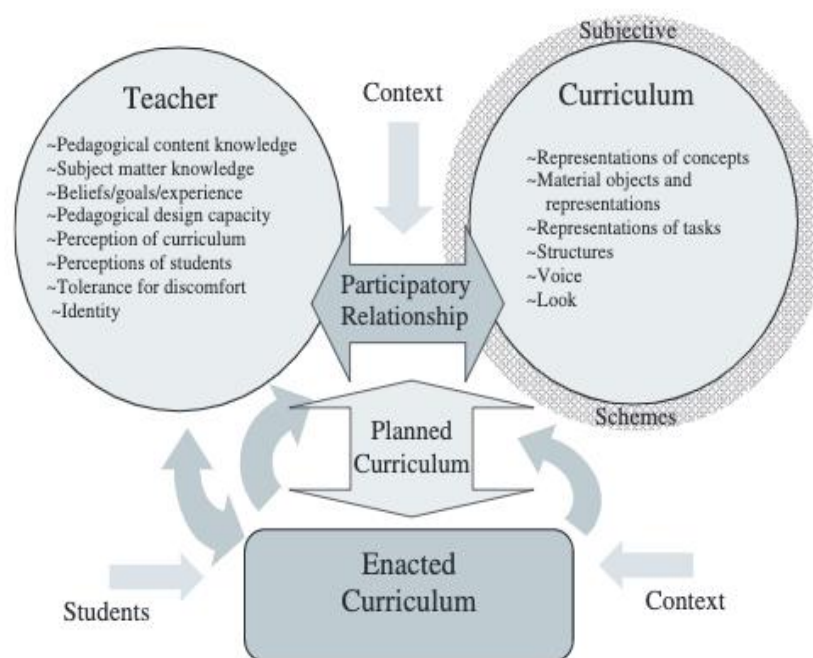 Subjective
Teacher
Context
Curriculum
~Pedagogical content knowledge
~Subject matter knowledge
~Beliefs/goals/experience
~Pedagogical design capacity
~Perception of curriculum
~Perceptions of students
~Tolerance for discomfort
~Identity
~Representations of concepts
~Material objects and
representations
~Representations of tasks
~Structures
~Voice
~Look
Participatory
Relationship
Schemes
Planned
Curriculum
Enacted
Curriculum
Students
Context